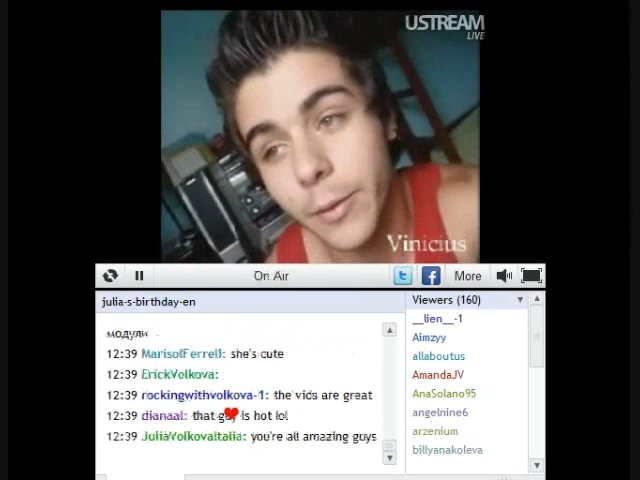 USTREAM
LIVE
Vinicius
On Air
More
julia-s-birthday-en
Viewers (160)
модули
12:39 MarisolFerrell: she's cute
12:39 ErickVolkova:
12:39 rockingwithvolkova-1: the vids are great
12:39 dianaal: that guy is hot lol
12:39 JuliaVolkovaItalia: you're all amazing guys
__lien__-1
Aimzyy
allaboutus
AmandaJV
AnaSolano95
angelnine6
arzenium
billyanakoleva